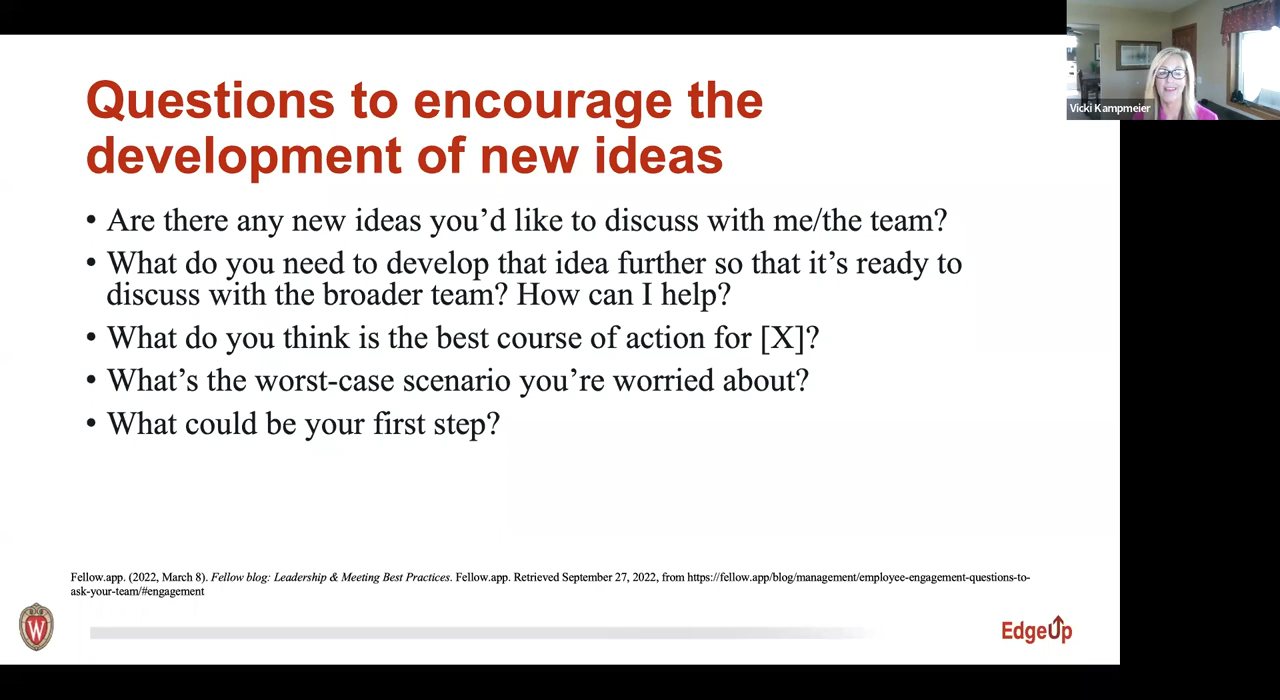 Questions to encourage the
development of new ideas
Vicki Kampmeier
• Are there any new ideas you’d like to discuss with me/the team?
• What do you need to develop that idea further so that it’s ready to
discuss with the broader team? How can I help?
• What do you think is the best course of action for [X]?
• What’s the worst-case scenario you’re worried about?
• What could be your first step?
Fellow.app. (2022, March 8). Fellow blog: Leadership & Meeting Best Practices. Fellow.app. Retrieved September 27, 2022, from https://fellow.app/blog/management/employee-engagement-questions-to-
ask-your-team/#engagement
W
EdgeUp